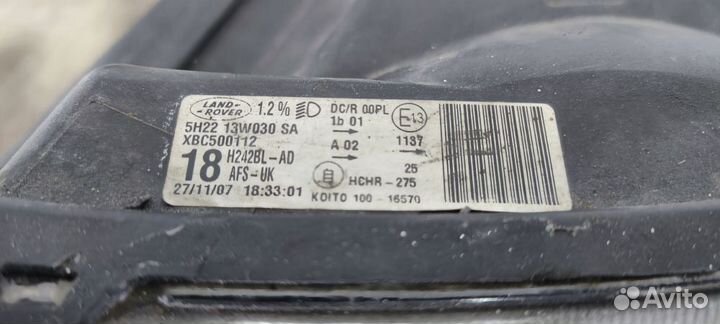 LAND-ROVER 1.2% DC/R 00PL E13
1b 01
5H22 13W030 SA
XBC500112 A 02 1137
18 H242BL-AD 25
AFS-UK HCHR-275
27/11/07 18:33:01 KOITO 100-16570
Avito